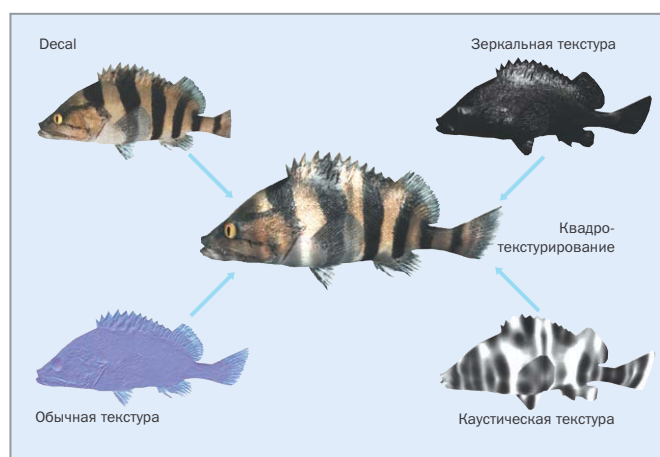 Decal
Зеркальная текстура
Квадро-
текстурирование
Обычная текстура
Каустическая текстура